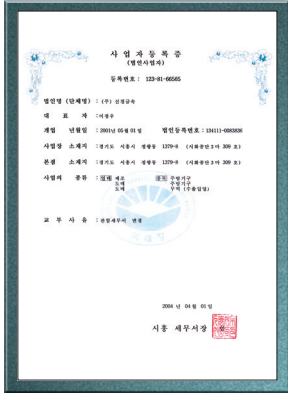 사업자등록증
(법인사업자)
등록번호 : 123-81-66565
법인명 (단체명) : (주) 신경금속
대 표 자 : 이경우
개업 년월일 : 2001년 05월 01일 법인등록번호 : 134111-0083836
사업장 소재지 : 경기도 시흥시 정왕동 1379-8 (시화공단 3 마 309 호)
본점 소재지 : 경기도 시흥시 정왕동 1379-8 (시화공단 3 마 309 호)
사업의 종류 : 업태 제조 종목 주방기구
도매 주방기구
도매 무역 (수출입업)
교 부 사 유 : 관할세무서 변경
2004 년 04 월 01 일
시흥 세무서장